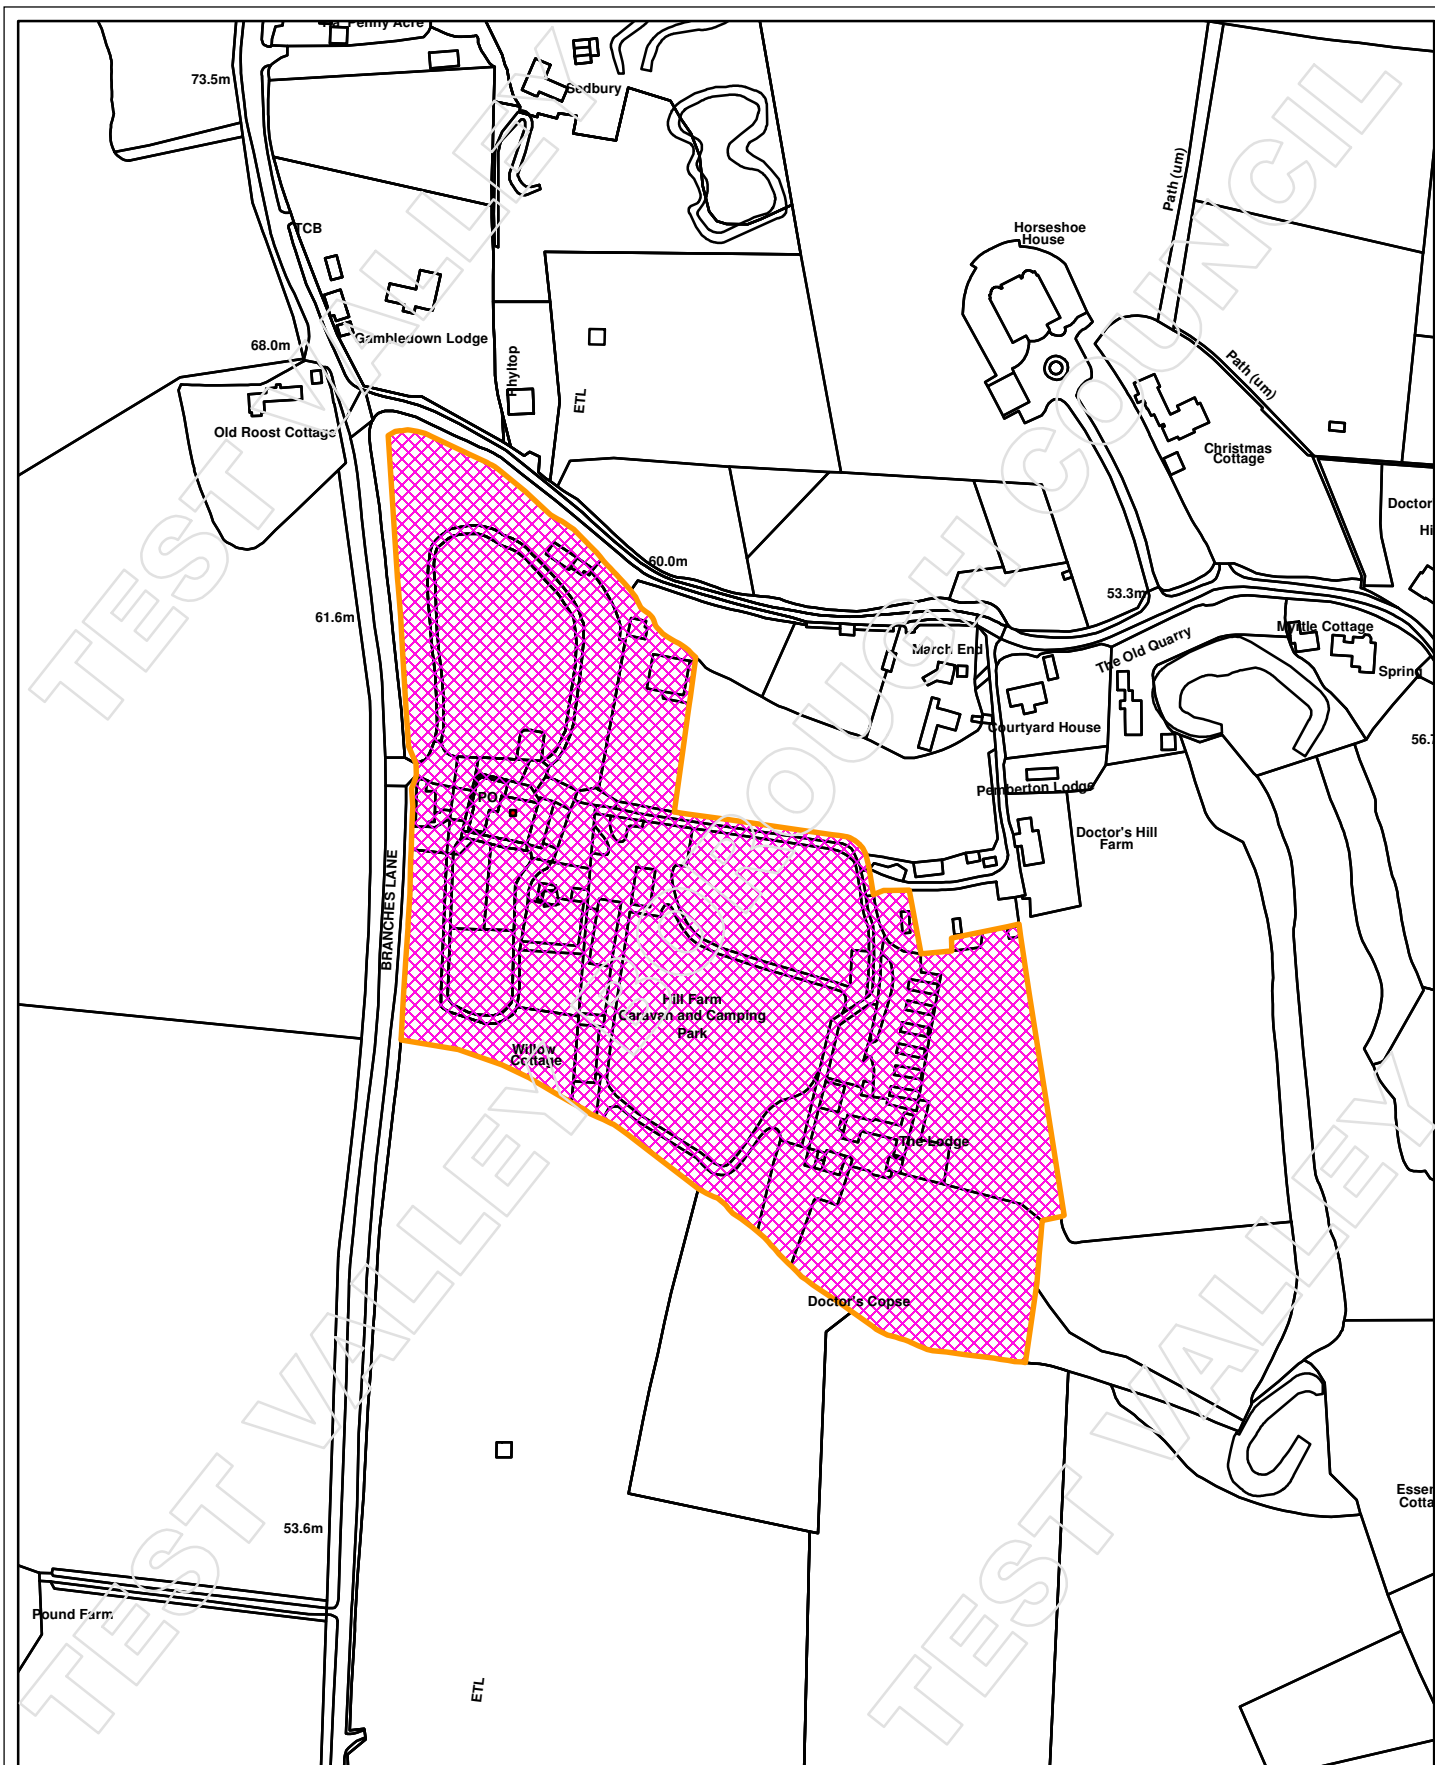 Penny Acre
73.5m
Sedbury
Path (um)
TCB
Horseshoe
House
Gambledown Lodge
68.0m
Rhyltop
ETL
Path (um)
Old Roost Cottage
Christmas
Cottage
Doctor
Hi
60.0m
53.3m
61.6m
Myrtle Cottage
March End
The Old Quarry
Spring
Courtyard House
56.7
Pemberton Lodge
PO
Doctor's Hill
Farm
BRANCHES LANE
Hill Farm
Caravan and Camping
Park
Willow
Cottage
The Lodge
Doctor's Copse
Essen
Cotta
53.6m
Pound Farm
ETL
TEST VALLEY
BOROUGH COUNCIL
TEST VALLEY
TEST VALLEY